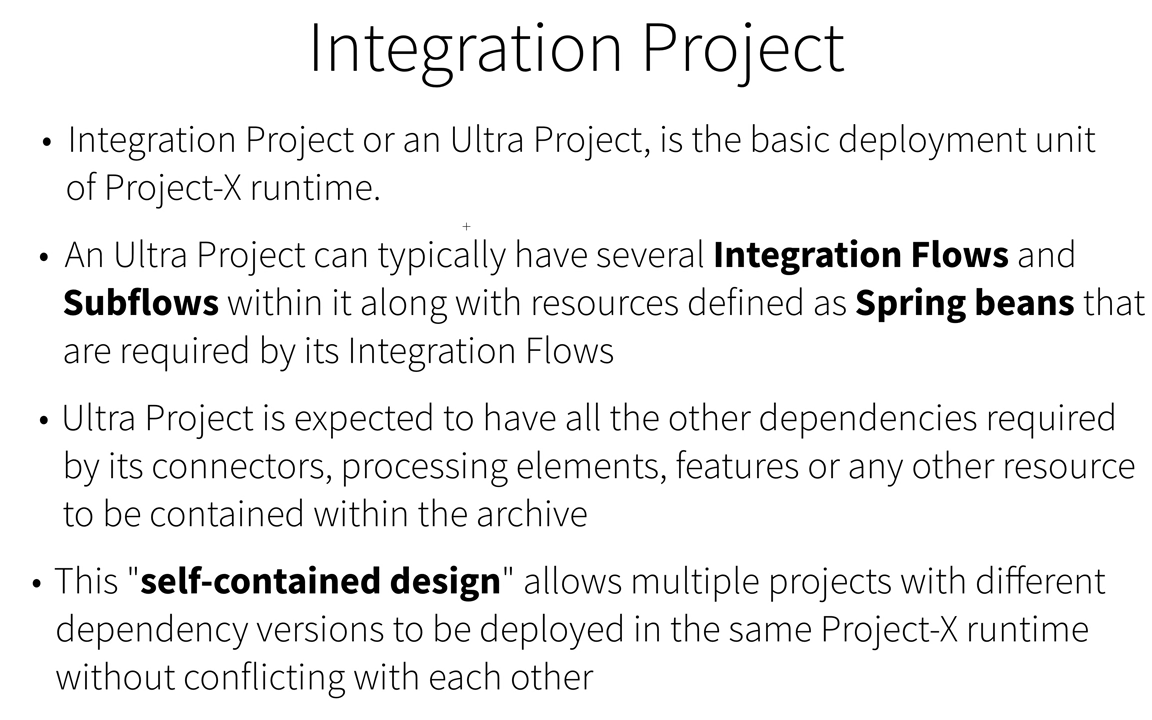 Integration Project
• Integration Project or an Ultra Project, is the basic deployment unit
of Project-X runtime.
• An Ultra Project can typically have several Integration Flows and
Subflows within it along with resources defined as Spring beans that
are required by its Integration Flows
• Ultra Project is expected to have all the other dependencies required
by its connectors, processing elements, features or any other resource
to be contained within the archive
• This "self-contained design" allows multiple projects with different
dependency versions to be deployed in the same Project-X runtime
without conflicting with each other